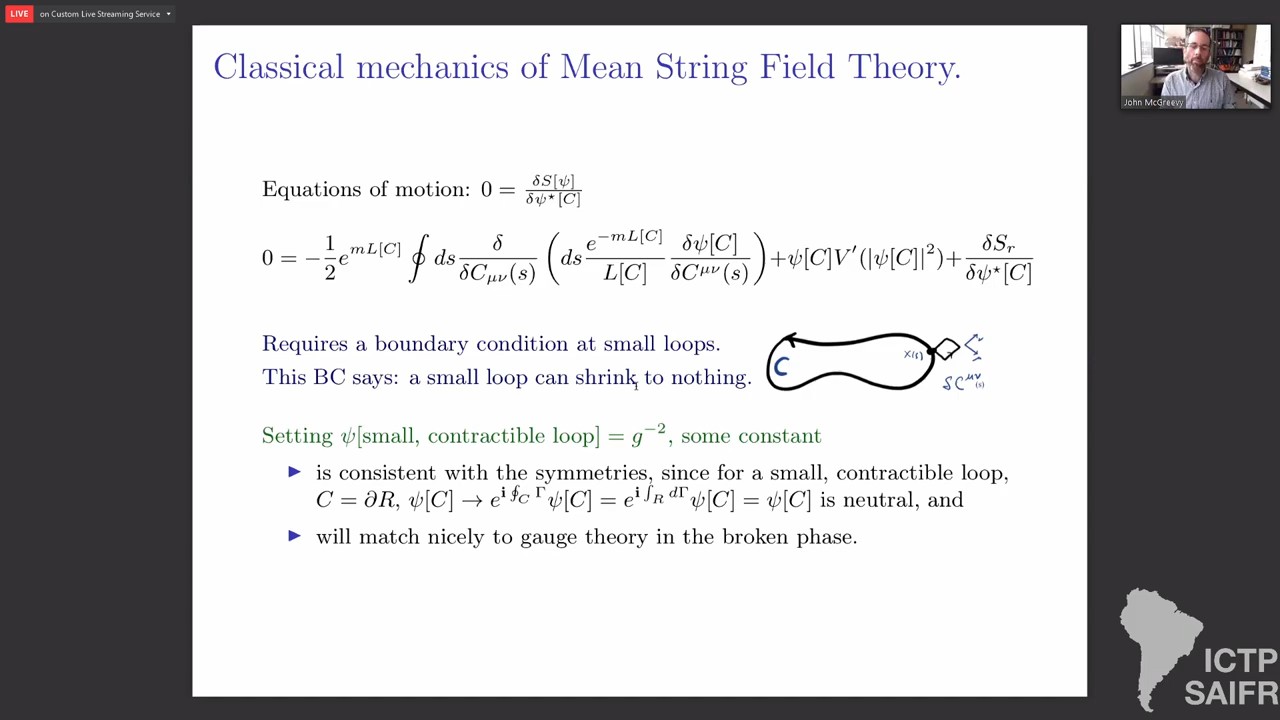 LIVE on Custom Live Streaming Service
Classical mechanics of Mean String Field Theory.
John McGreevy
Equations of motion: 0 = δS[ψ]/δψ⋆[C]
0 = −1/2 e^{mL[C]} ∮ ds δ/δC_{μν}(s) (ds e^{−mL[C]}/L[C] δψ[C]/δC^{μν}(s)) + ψ[C]V′(|ψ[C]|²) + δS_r/δψ⋆[C]
Requires a boundary condition at small loops.
This BC says: a small loop can shrink to nothing.
C
x(s)
δC^{μν}(s)
Setting ψ[small, contractible loop] = g^{−2}, some constant
▶ is consistent with the symmetries, since for a small, contractible loop,
C = ∂R, ψ[C] → e^{i∮_C Γ}ψ[C] = e^{i∫_R dΓ}ψ[C] = ψ[C] is neutral, and
▶ will match nicely to gauge theory in the broken phase.
ICTP
SAIFR